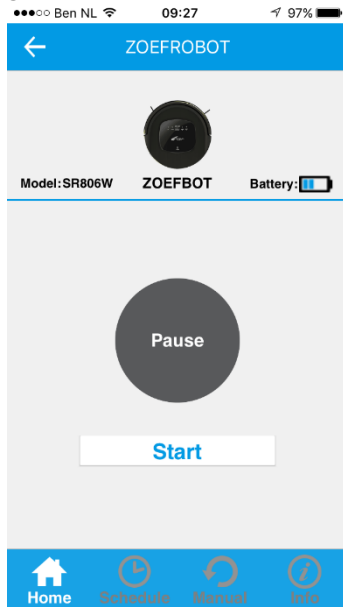 ●●●○○ Ben NL 09:27 97%
ZOEFROBOT
Model:SR806W ZOEFBOT Battery:
Pause
Start
Home Schedule Manual Info